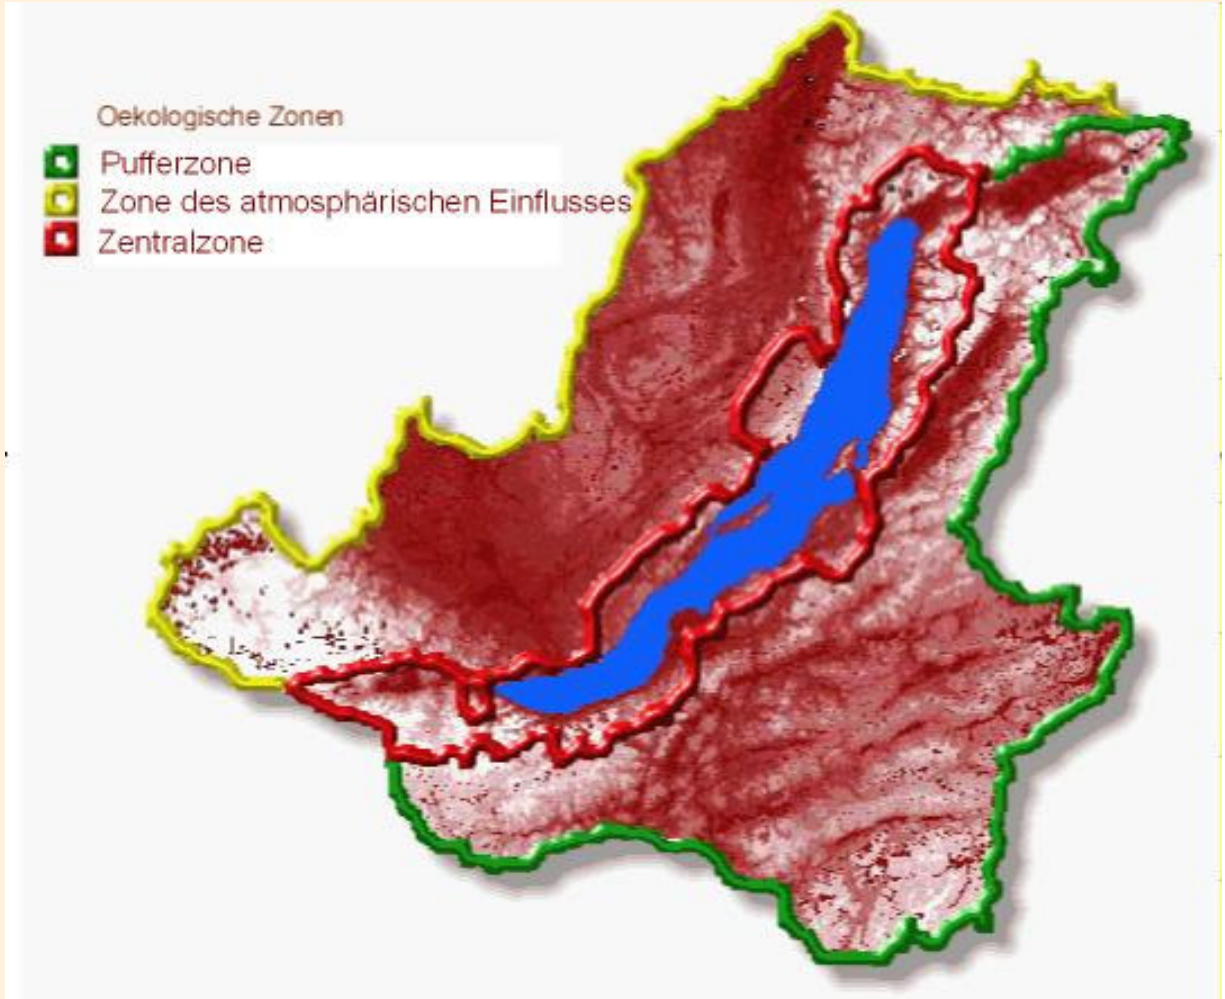 Oekologische Zonen
Pufferzone
Zone des atmosphärischen Einflusses
Zentralzone